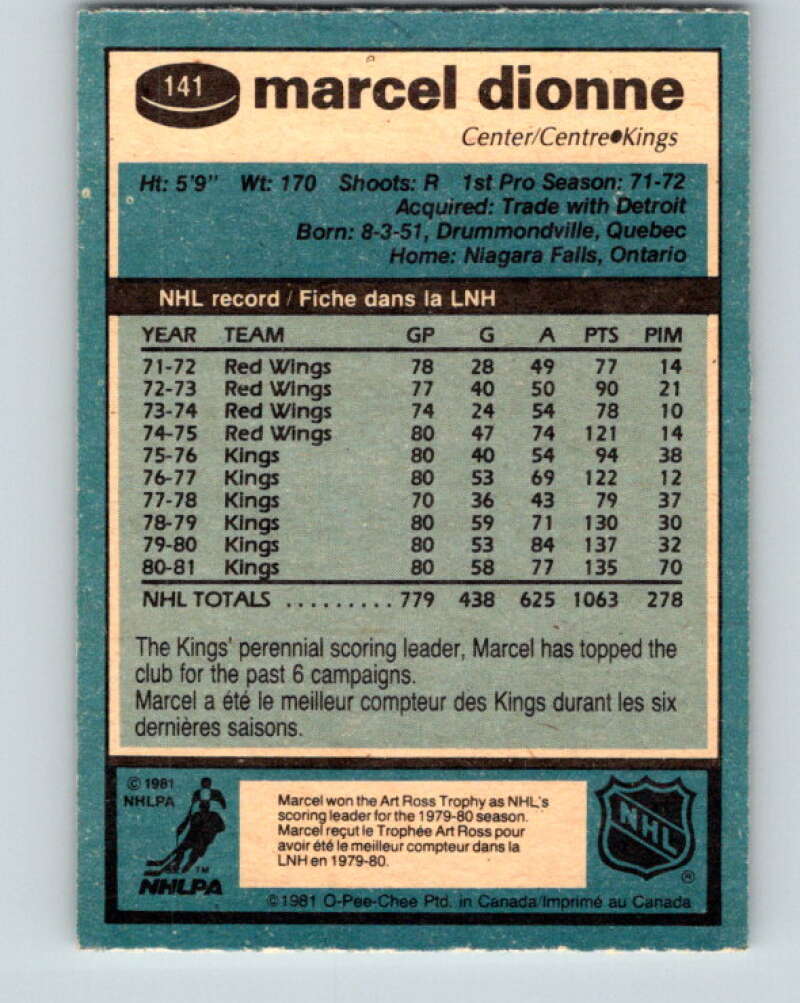 141 marcel dionne
Center/Centre●Kings
Ht: 5'9" Wt: 170 Shoots: R 1st Pro Season: 71-72
Acquired: Trade with Detroit
Born: 8-3-51, Drummondville, Quebec
Home: Niagara Falls, Ontario
NHL record / Fiche dans la LNH
YEAR TEAM GP G A PTS PIM
71-72 Red Wings 78 28 49 77 14
72-73 Red Wings 77 40 50 90 21
73-74 Red Wings 74 24 54 78 10
74-75 Red Wings 80 47 74 121 14
75-76 Kings 80 40 54 94 38
76-77 Kings 80 53 69 122 12
77-78 Kings 70 36 43 79 37
78-79 Kings 80 59 71 130 30
79-80 Kings 80 53 84 137 32
80-81 Kings 80 58 77 135 70
NHL TOTALS ......... 779 438 625 1063 278
The Kings' perennial scoring leader, Marcel has topped the
club for the past 6 campaigns.
Marcel a été le meilleur compteur des Kings durant les six
dernières saisons.
© 1981
NHLPA
TM
NHLPA
Marcel won the Art Ross Trophy as NHL's
scoring leader for the 1979-80 season.
Marcel reçut le Trophée Art Ross pour
avoir été le meilleur compteur dans la
LNH en 1979-80.
NHL
®
© 1981 O-Pee-Chee Ptd. in Canada/Imprimé au Canada